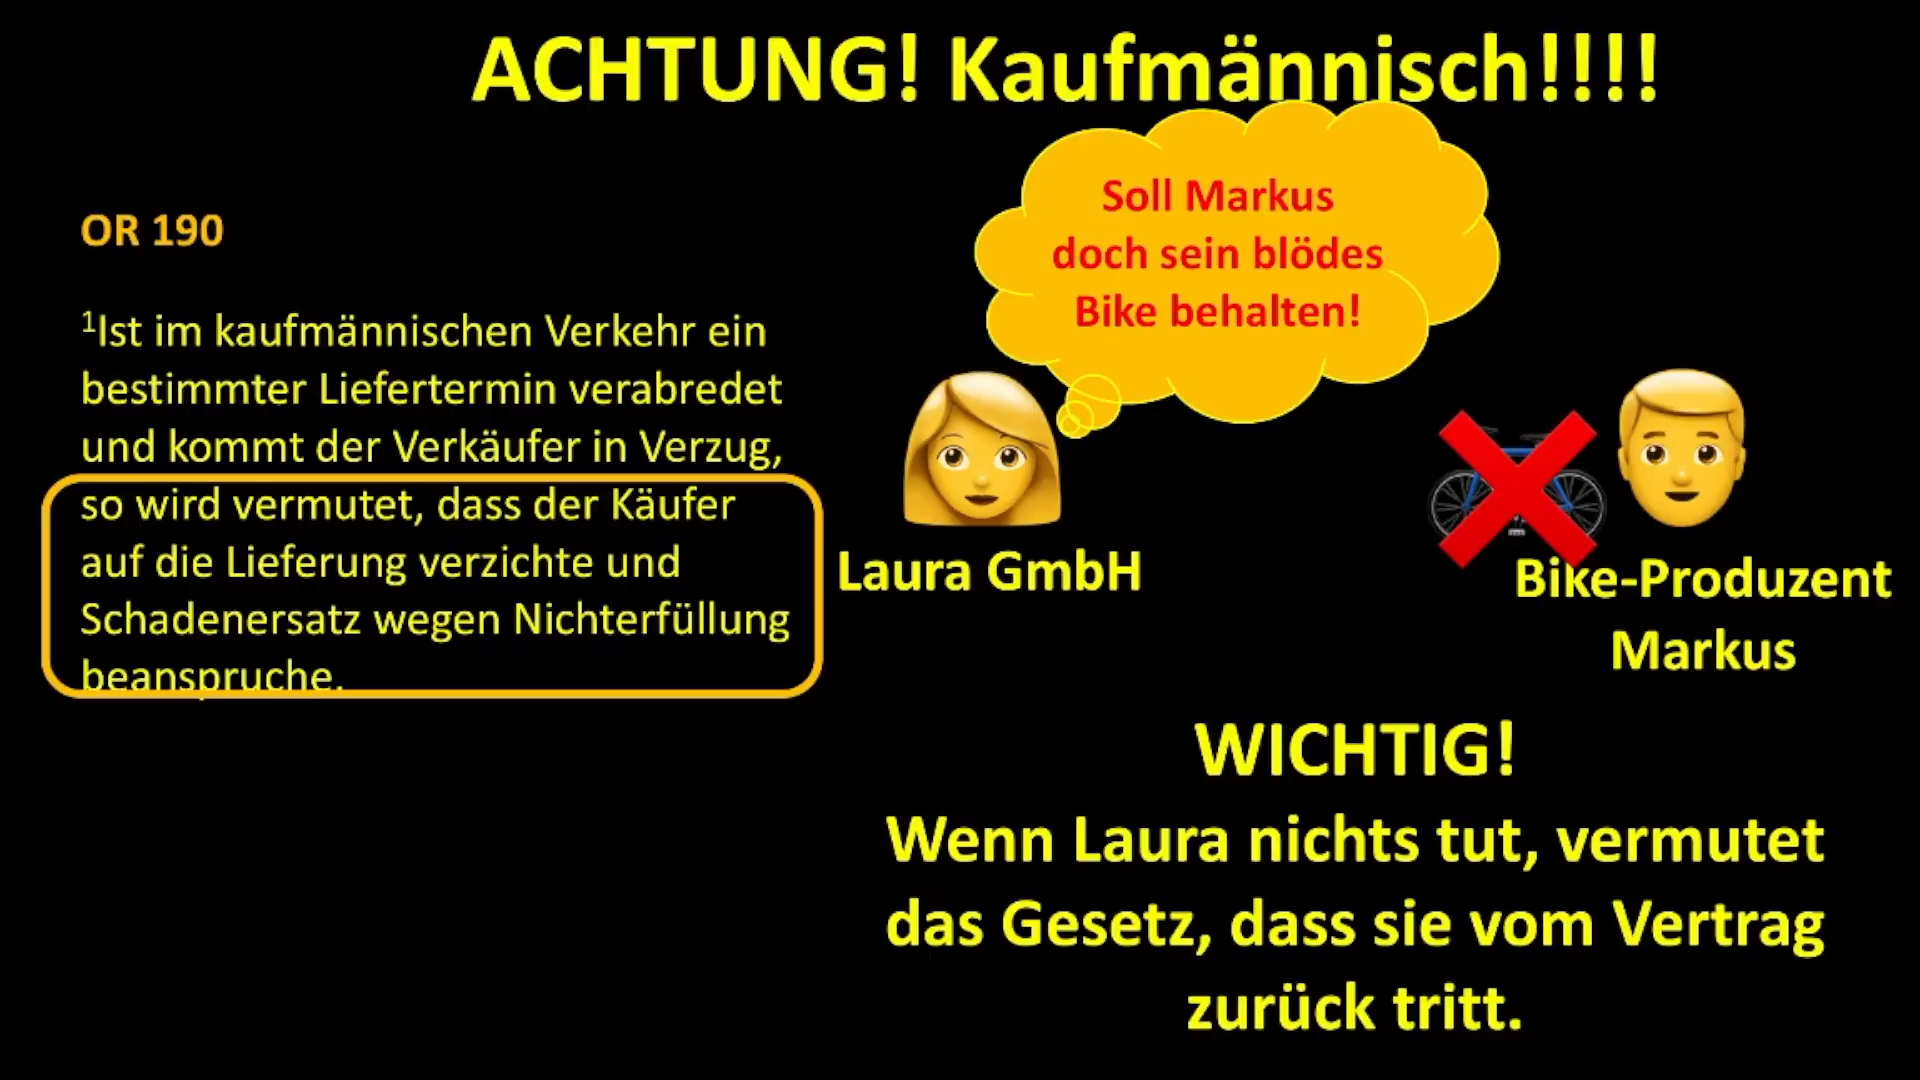 ACHTUNG! Kaufmännisch!!!!
OR 190
¹Ist im kaufmännischen Verkehr ein
bestimmter Liefertermin verabredet
und kommt der Verkäufer in Verzug,
so wird vermutet, dass der Käufer
auf die Lieferung verzichte und
Schadenersatz wegen Nichterfüllung
beanspruche.
Soll Markus
doch sein blödes
Bike behalten!
Laura GmbH
Bike-Produzent
Markus
WICHTIG!
Wenn Laura nichts tut, vermutet
das Gesetz, dass sie vom Vertrag
zurück tritt.